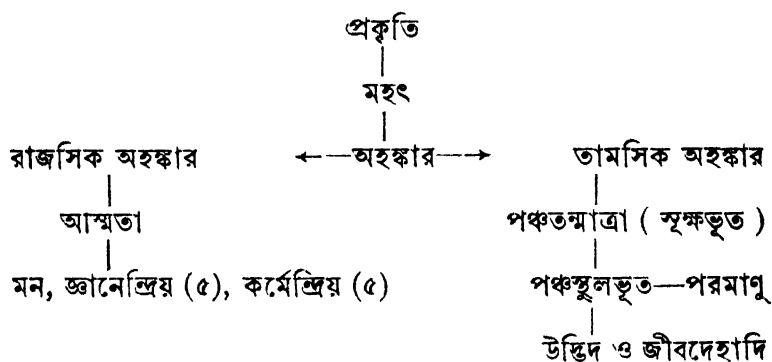 প্রকৃতি
মহৎ
রাজসিক অহঙ্কার ←—অহঙ্কার—→ তামসিক অহঙ্কার
আস্মতা পঞ্চতন্মাত্রা ( সূক্ষভূত )
মন, জ্ঞানেন্দ্রিয় (৫), কর্মেন্দ্রিয় (৫) পঞ্চস্থুলভূত—পরমাণু
উদ্ভিদ ও জীবদেহাদি